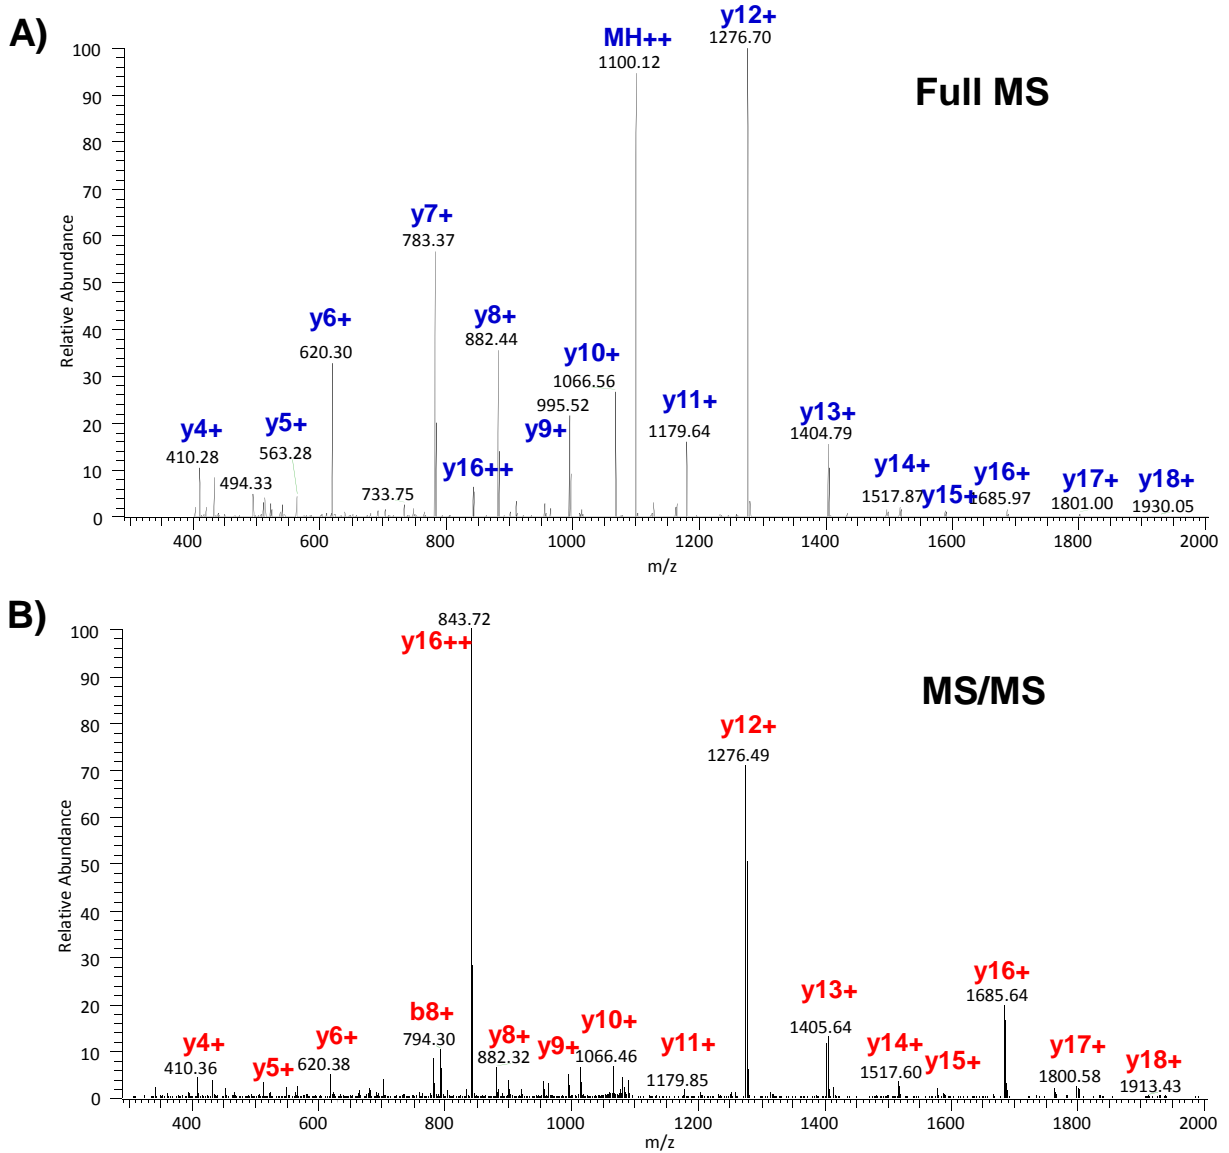 A)
Full MS
Relative Abundance
100
90
80
70
60
50
40
30
20
10
0
y4+
410.28
494.33
y5+
563.28
y6+
620.30
733.75
y7+
783.37
y16++
y8+
882.44
y9+
995.52
y10+
1066.56
MH++
1100.12
y11+
1179.64
y12+
1276.70
y13+
1404.79
y14+
1517.87
y15+
y16+
1685.97
y17+
1801.00
y18+
1930.05
400 600 800 1000 1200 1400 1600 1800 2000
m/z
B)
MS/MS
Relative Abundance
100
90
80
70
60
50
40
30
20
10
0
y4+
410.36
y5+
y6+
620.38
b8+
794.30
843.72
y16++
y8+
882.32
y9+
y10+
1066.46
y11+
1179.85
y12+
1276.49
y13+
1405.64
y14+
1517.60
y15+
y16+
1685.64
y17+
1800.58
y18+
1913.43
400 600 800 1000 1200 1400 1600 1800 2000
m/z